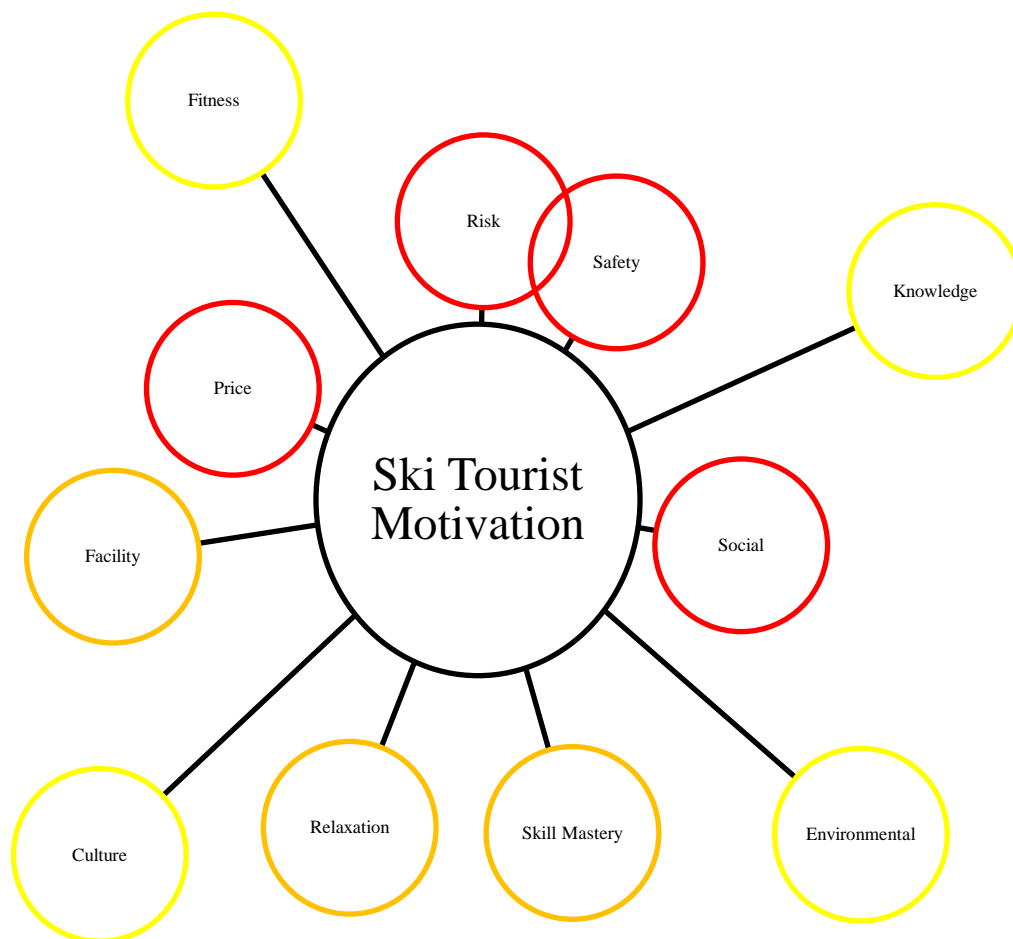 Fitness
Risk
Safety
Knowledge
Price
Ski Tourist
Motivation
Social
Facility
Relaxation
Skill Mastery
Environmental
Culture